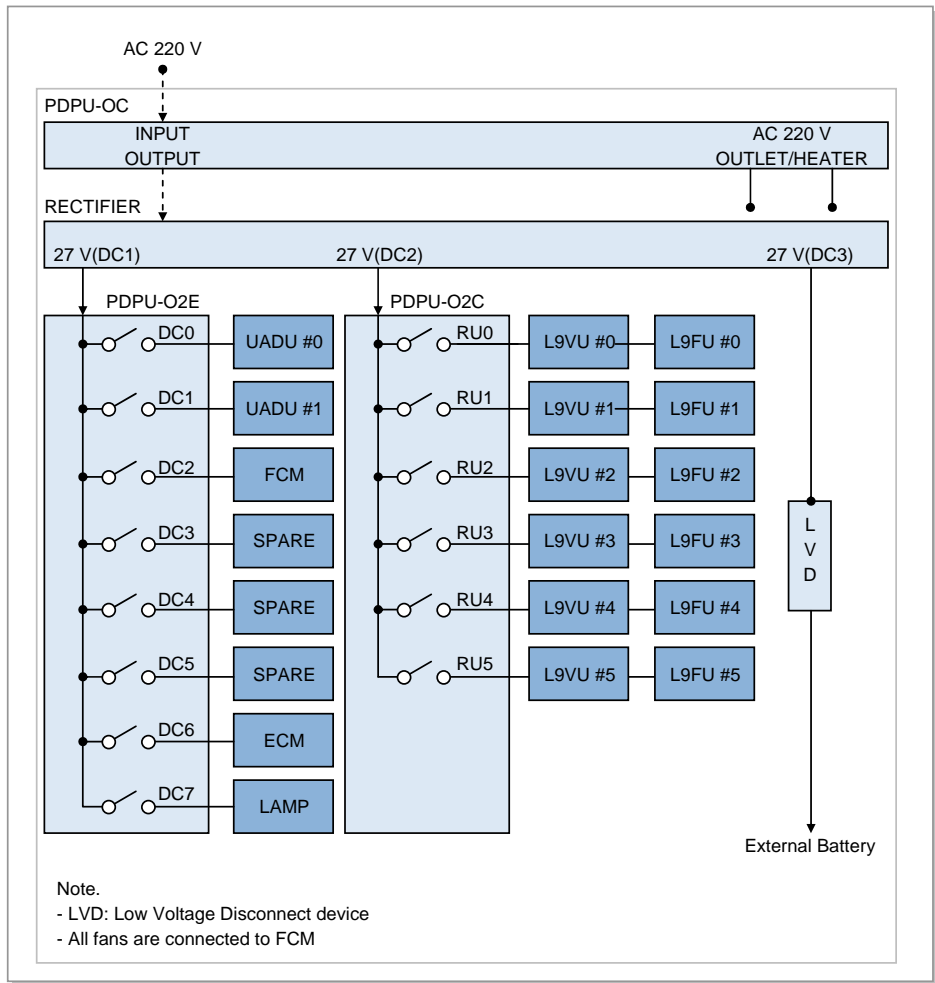 AC 220 V
PDPU-OC
INPUT
OUTPUT
AC 220 V
OUTLET/HEATER
RECTIFIER
27 V(DC1)
27 V(DC2)
27 V(DC3)
PDPU-O2E
PDPU-O2C
DC0
UADU #0
RU0
L9VU #0
L9FU #0
DC1
UADU #1
RU1
L9VU #1
L9FU #1
DC2
FCM
RU2
L9VU #2
L9FU #2
DC3
SPARE
RU3
L9VU #3
L9FU #3
DC4
SPARE
RU4
L9VU #4
L9FU #4
DC5
SPARE
RU5
L9VU #5
L9FU #5
DC6
ECM
DC7
LAMP
L
V
D
External Battery
Note.
- LVD: Low Voltage Disconnect device
- All fans are connected to FCM